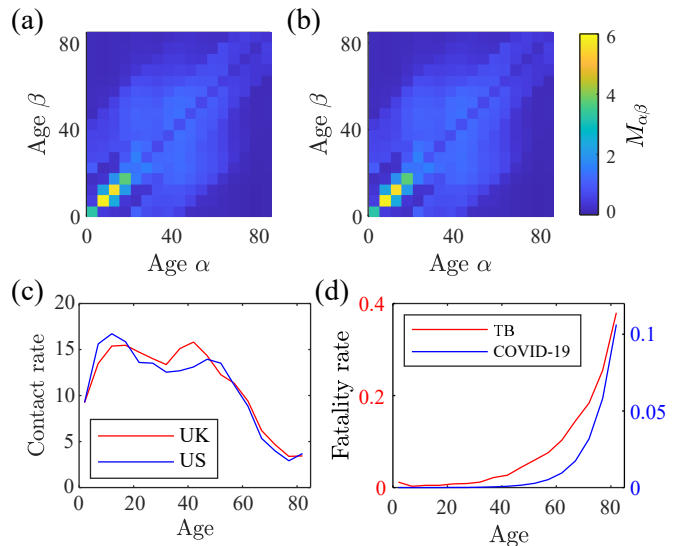 (a)
(b)
80
40
0
0
40
80
Age β
Age α
80
40
0
0
40
80
Age β
Age α
6
4
2
0
M_{αβ}
(c)
(d)
20
15
10
5
0
0
20
40
60
80
Contact rate
Age
UK
US
0.4
0.2
0
0
20
40
60
80
0.1
0.05
0
Fatality rate
Age
TB
COVID-19